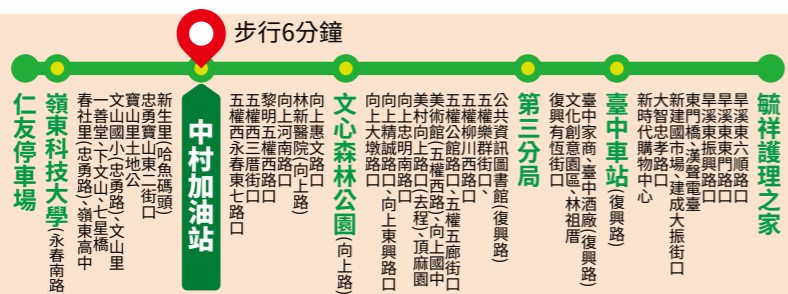 步行6分鐘
仁友停車場
嶺東科技大學(永春南路)
春社里(忠勇路)、嶺東高中
一善堂、卞文山、七星橋
文山國小(忠勇路)、文山里
寶山里土地公
忠勇寶山東二街口
新生里(哈魚碼頭)
中村加油站
五權西永春東七路口
五權西三厝街口
黎明五權西路口
向上河南路口
林新醫院(向上路)
向上惠文路口
文心森林公園(向上路)
向上大墩路口
向上精誠路口、向上東興路口
向上忠明南路口
美村向上路口(去程)、頂麻園
美術館(五權西路)、向上國中
五權公館路口、五權五廊街口
五權柳川西路口
五權樂群街口、
公共資訊圖書館(復興路)
第三分局
復興有恆街口
文化創意園區、林祖厝
臺中家商、臺中酒廠(復興路)
臺中車站(復興路)
新時代購物中心
大智忠孝路口
新建國市場、建成大振街口
東門橋、漢聲電臺
旱溪東振興路口
旱溪東東門路口
旱溪東六順路口
毓祥護理之家